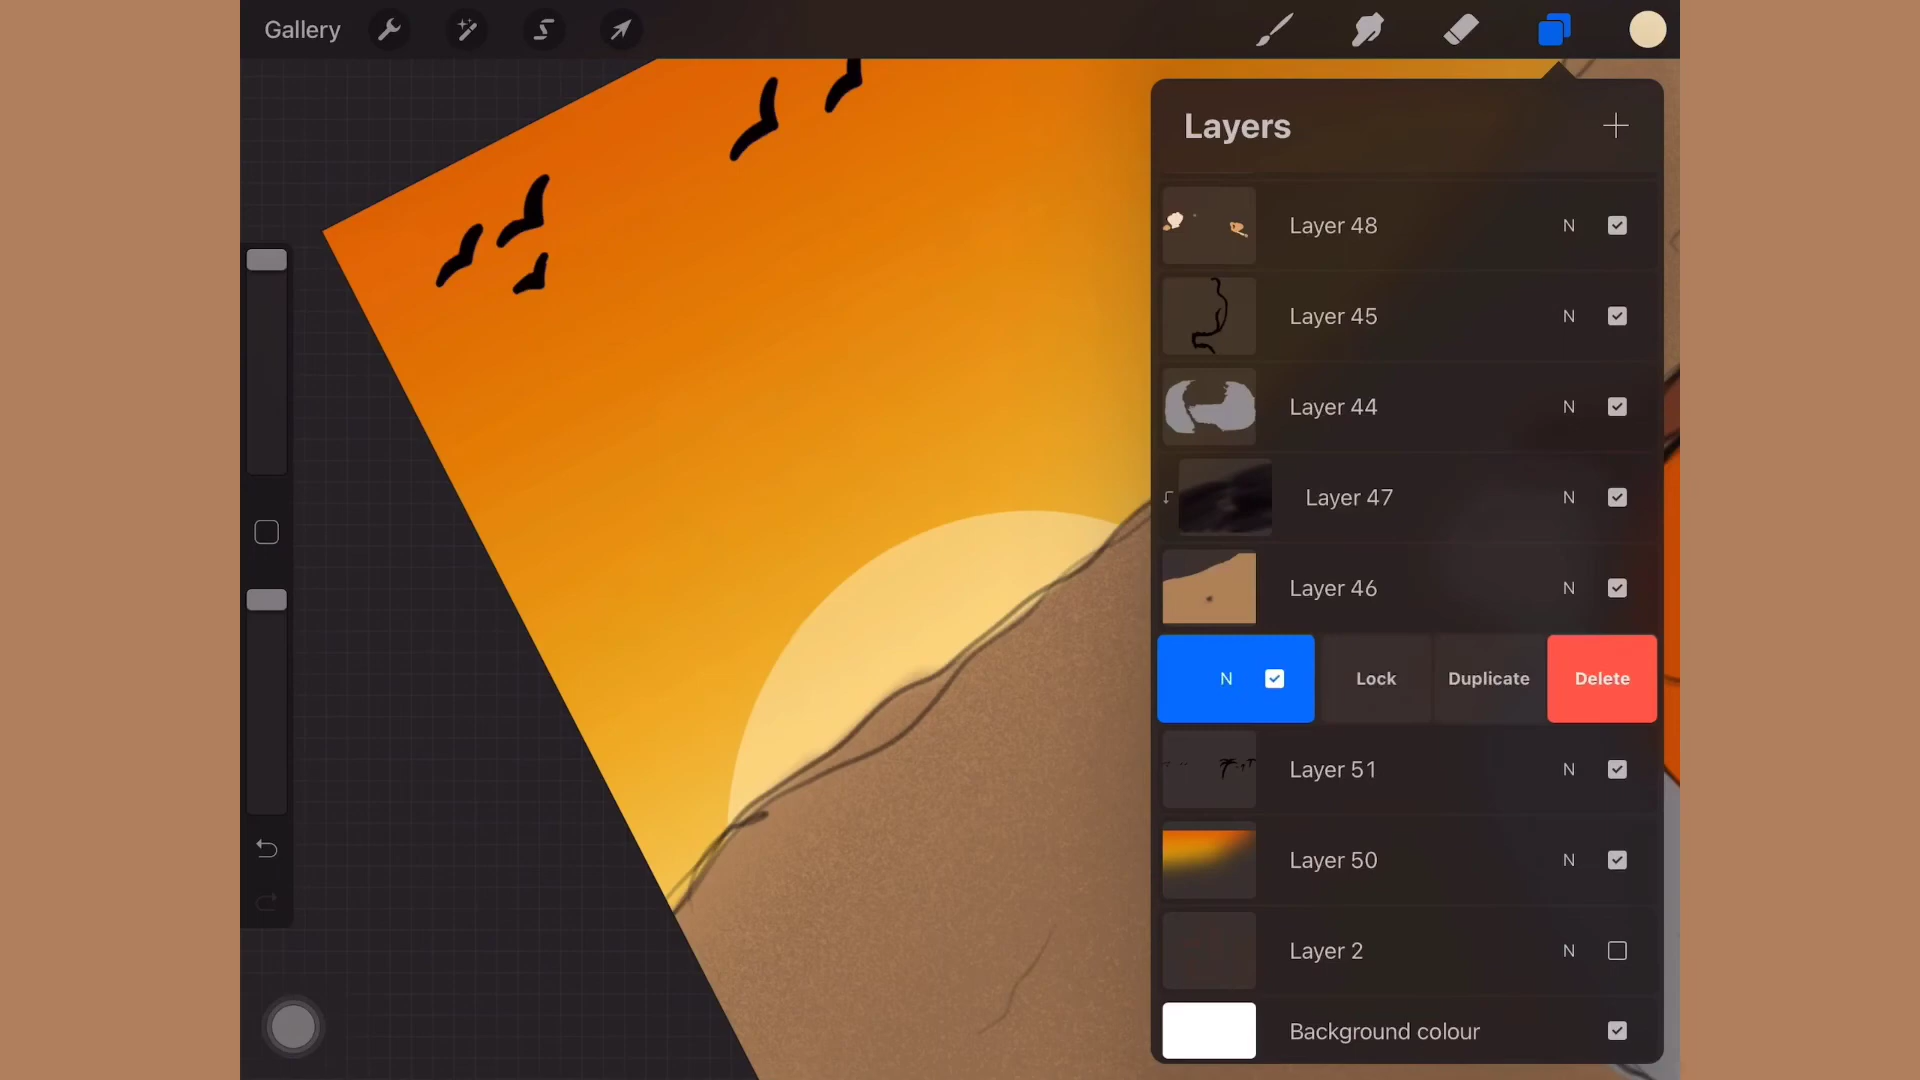 Gallery
Layers
Layer 48 N
Layer 45 N
Layer 44 N
Layer 47 N
Layer 46 N
N Lock Duplicate Delete
Layer 51 N
Layer 50 N
Layer 2 N
Background colour